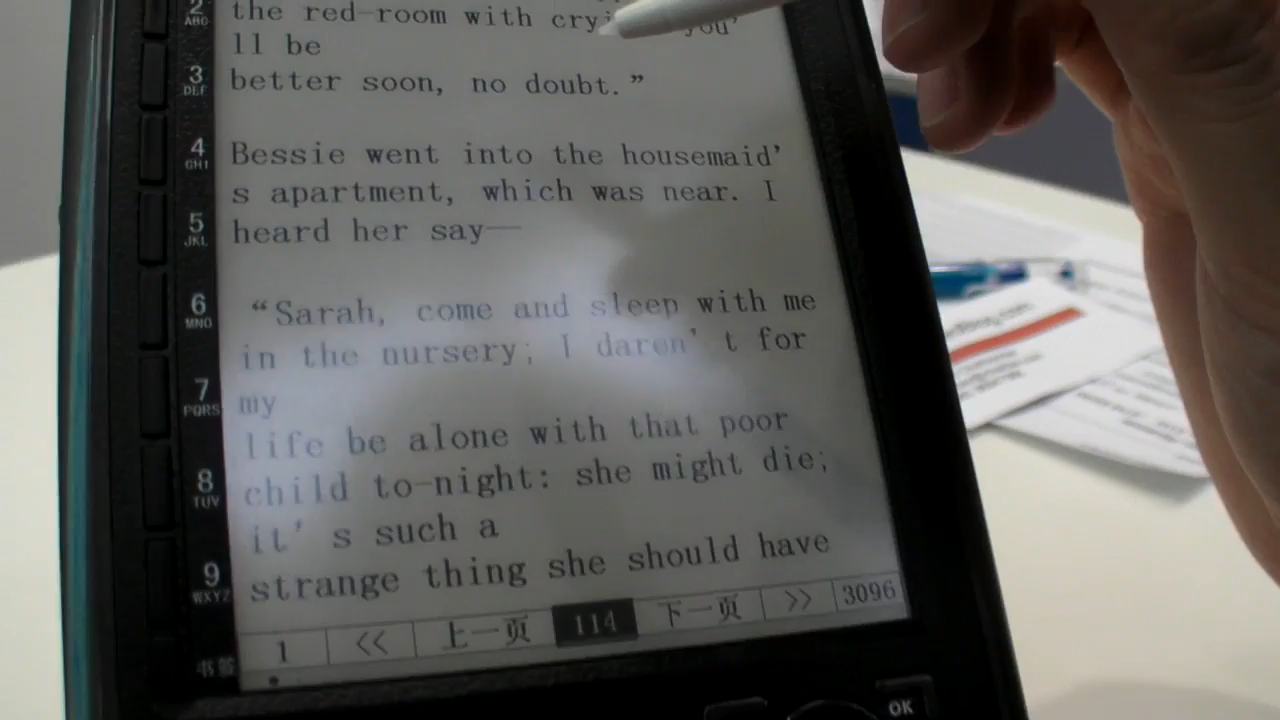 2
ABC
the red-room with
ll be
3
DEF
better soon, no doubt.”
4
GHI
Bessie went into the housemaid’
s apartment, which was near. I
5
JKL
heard her say—
6
MNO
“Sarah, come and sleep with me
in the nursery; I daren’ t for
7
PQRS
my
life be alone with that poor
8
TUV
child to-night: she might die;
it’ s such a
9
WXYZ
strange thing she should have
1 << 上一页 114 下一页 >> 3096
书签
OK